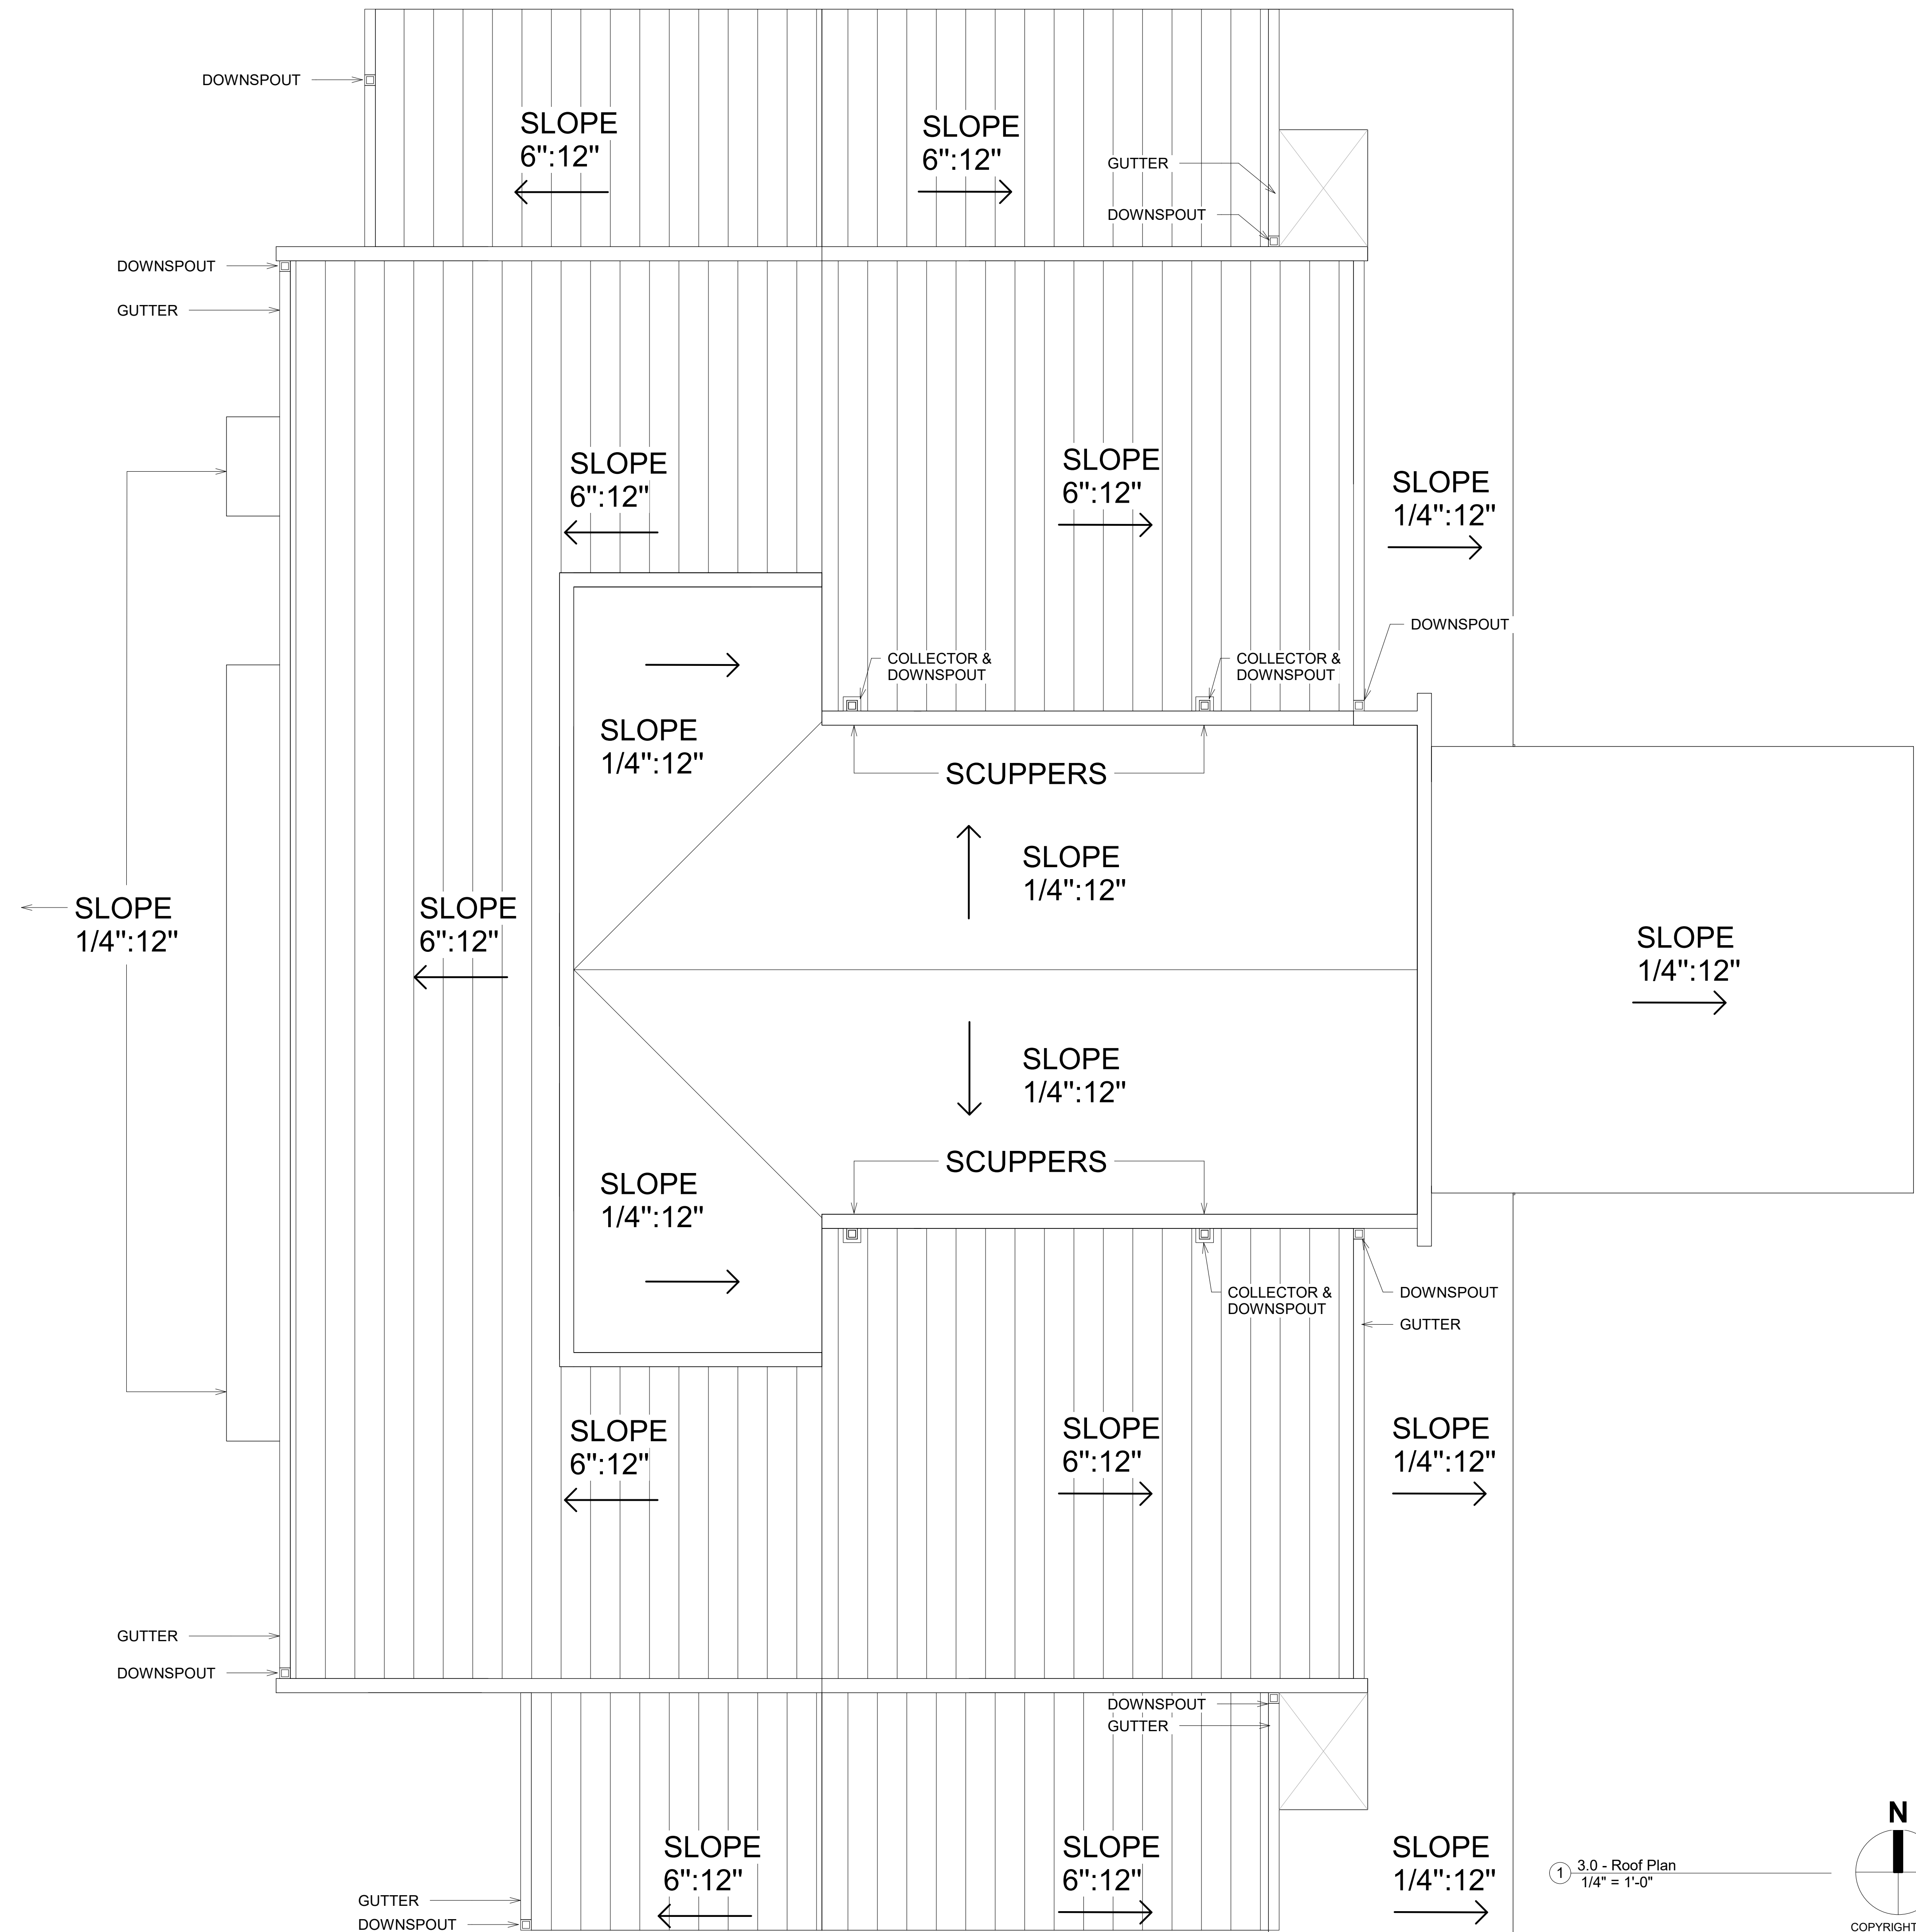 DOWNSPOUT
SLOPE
6":12"
SLOPE
6":12"
GUTTER
DOWNSPOUT
DOWNSPOUT
GUTTER
SLOPE
6":12"
SLOPE
6":12"
SLOPE
1/4":12"
DOWNSPOUT
COLLECTOR &
DOWNSPOUT
COLLECTOR &
DOWNSPOUT
SLOPE
1/4":12"
SCUPPERS
SLOPE
1/4":12"
SLOPE
1/4":12"
SLOPE
6":12"
SLOPE
1/4":12"
SLOPE
1/4":12"
SCUPPERS
SLOPE
1/4":12"
COLLECTOR &
DOWNSPOUT
DOWNSPOUT
GUTTER
SLOPE
6":12"
SLOPE
6":12"
SLOPE
1/4":12"
GUTTER
DOWNSPOUT
DOWNSPOUT
GUTTER
SLOPE
6":12"
SLOPE
6":12"
SLOPE
1/4":12"
GUTTER
DOWNSPOUT
1
3.0 - Roof Plan
1/4" = 1'-0"
N
COPYRIGHT